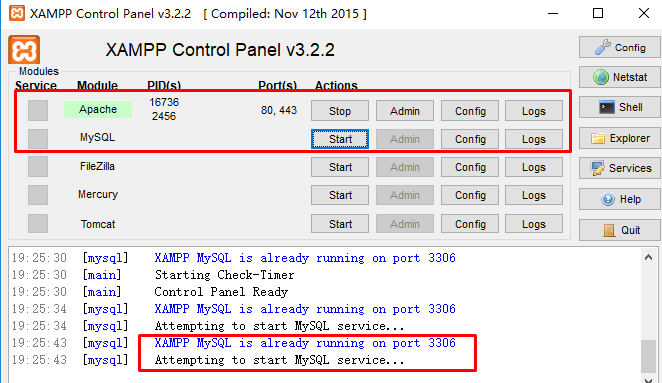 XAMPP Control Panel v3.2.2 [ Compiled: Nov 12th 2015 ]
XAMPP Control Panel v3.2.2
Config
Modules
Service Module PID(s) Port(s) Actions
Netstat
Apache 16736 2456 80, 443 Stop Admin Config Logs
Shell
MySQL Start Admin Config Logs
Explorer
FileZilla Start Admin Config Logs
Services
Mercury Start Admin Config Logs
Help
Tomcat Start Admin Config Logs
Quit
19:25:30 [mysql] XAMPP MySQL is already running on port 3306
19:25:30 [main] Starting Check-Timer
19:25:30 [main] Control Panel Ready
19:25:34 [mysql] XAMPP MySQL is already running on port 3306
19:25:34 [mysql] Attempting to start MySQL service...
19:25:43 [mysql] XAMPP MySQL is already running on port 3306
19:25:43 [mysql] Attempting to start MySQL service...